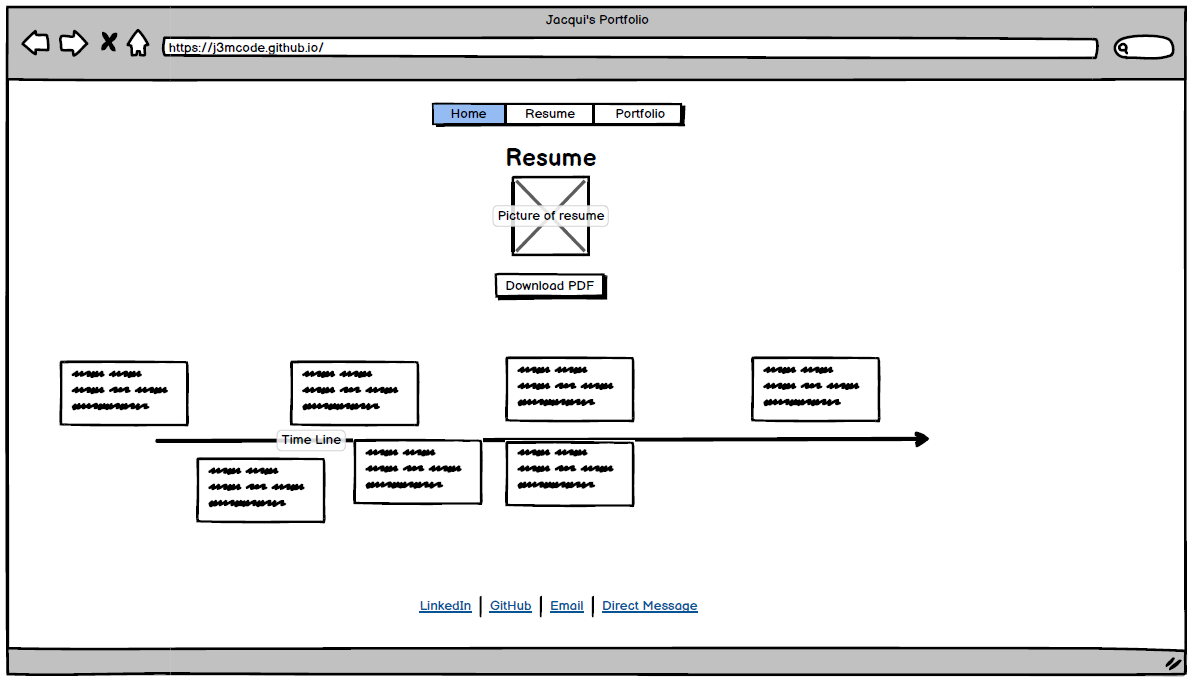 Jacqui's Portfolio
https://j3mcode.github.io/
Home Resume Portfolio
Resume
Picture of resume
Download PDF
Time Line
LinkedIn GitHub Email Direct Message